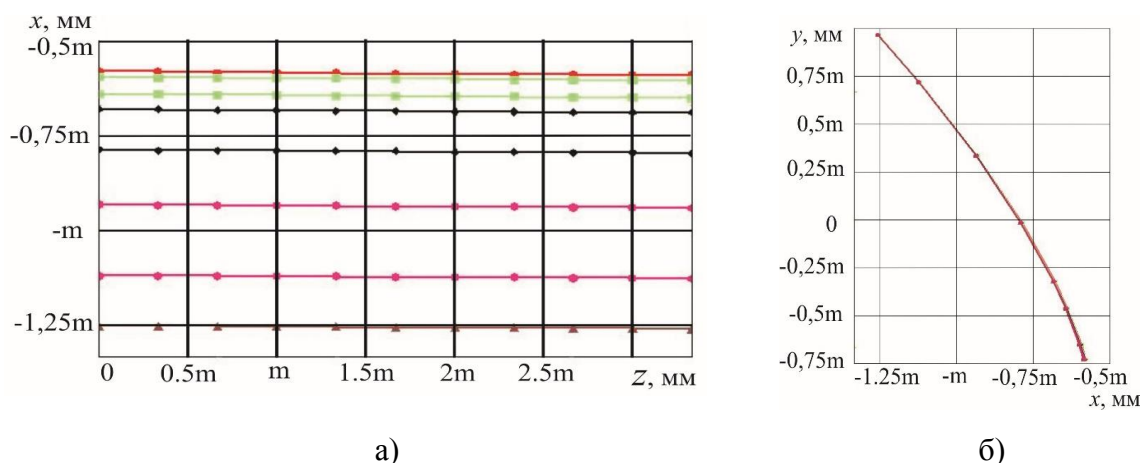 x, мм
-0,5m
-0,75m
-m
-1,25m
0 0.5m m 1.5m 2m 2.5m z, мм
а)
y, мм
0,75m
0,5m
0,25m
0
-0,25m
-0,5m
-0,75m
-1.25m -m -0,75m -0,5m
x, мм
б)